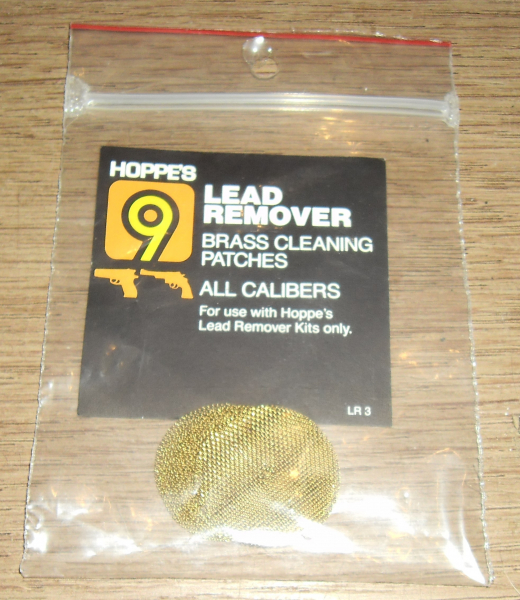 HOPPE'S
9
LEAD
REMOVER
BRASS CLEANING
PATCHES
ALL CALIBERS
For use with Hoppe's
Lead Remover Kits only.
LR 3